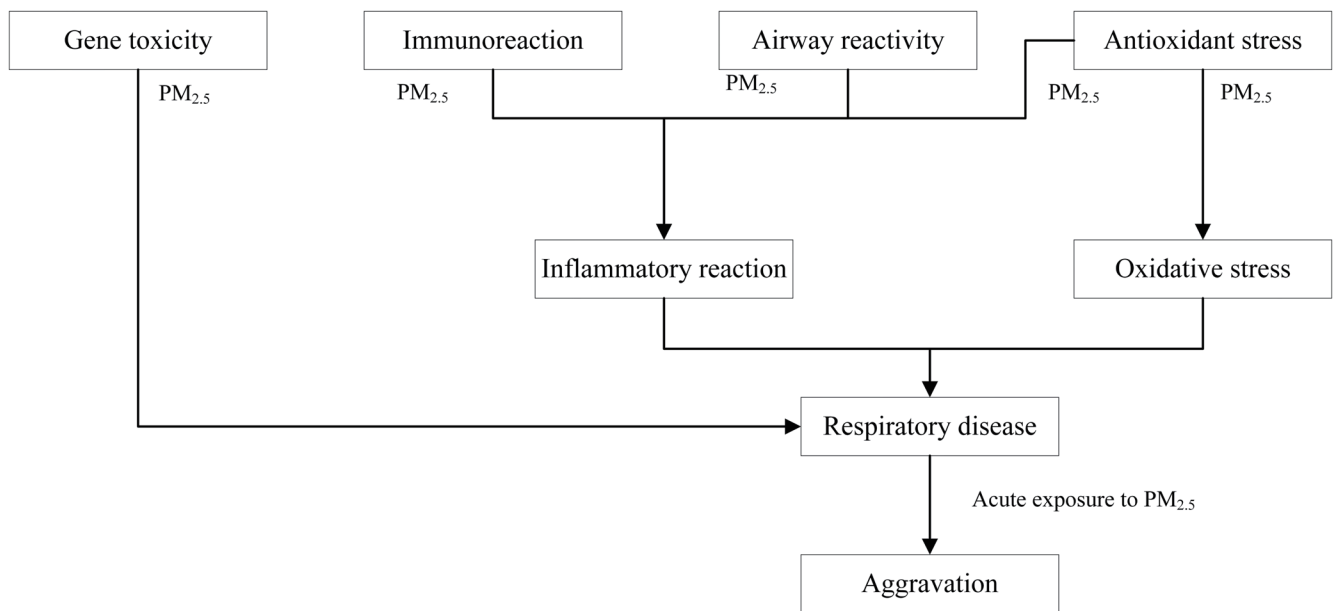 Gene toxicity
Immunoreaction
Airway reactivity
Antioxidant stress
PM2.5
PM2.5
PM2.5
PM2.5
PM2.5
Inflammatory reaction
Oxidative stress
Respiratory disease
Acute exposure to PM2.5
Aggravation